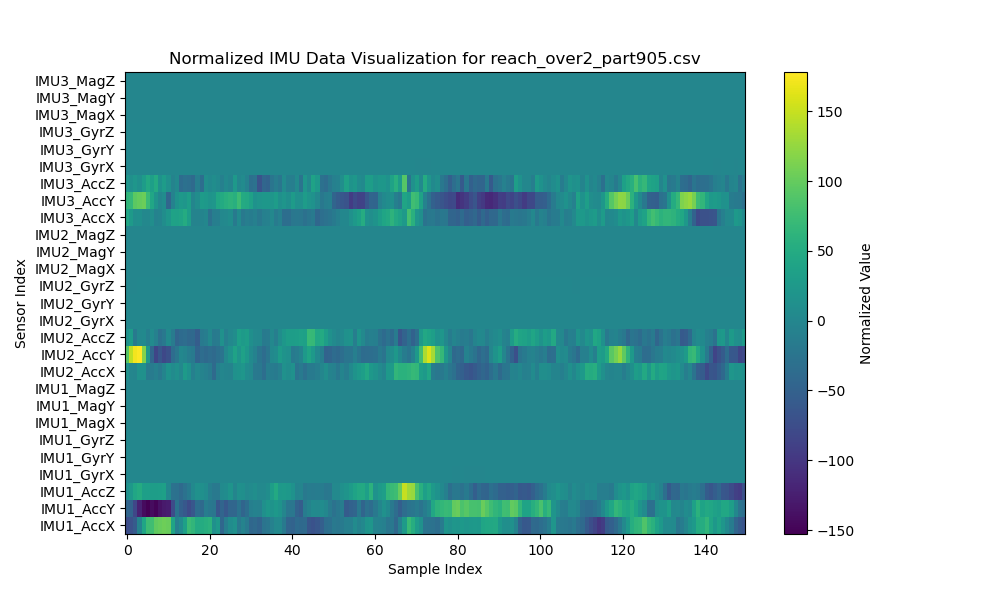 Normalized IMU Data Visualization for reach_over2_part905.csv
IMU3_MagZ
IMU3_MagY
IMU3_MagX
IMU3_GyrZ
IMU3_GyrY
IMU3_GyrX
IMU3_AccZ
IMU3_AccY
IMU3_AccX
IMU2_MagZ
IMU2_MagY
IMU2_MagX
IMU2_GyrZ
IMU2_GyrY
IMU2_GyrX
IMU2_AccZ
IMU2_AccY
IMU2_AccX
IMU1_MagZ
IMU1_MagY
IMU1_MagX
IMU1_GyrZ
IMU1_GyrY
IMU1_GyrX
IMU1_AccZ
IMU1_AccY
IMU1_AccX
Sensor Index
0 20 40 60 80 100 120 140
Sample Index
150
100
50
0
−50
−100
−150
Normalized Value